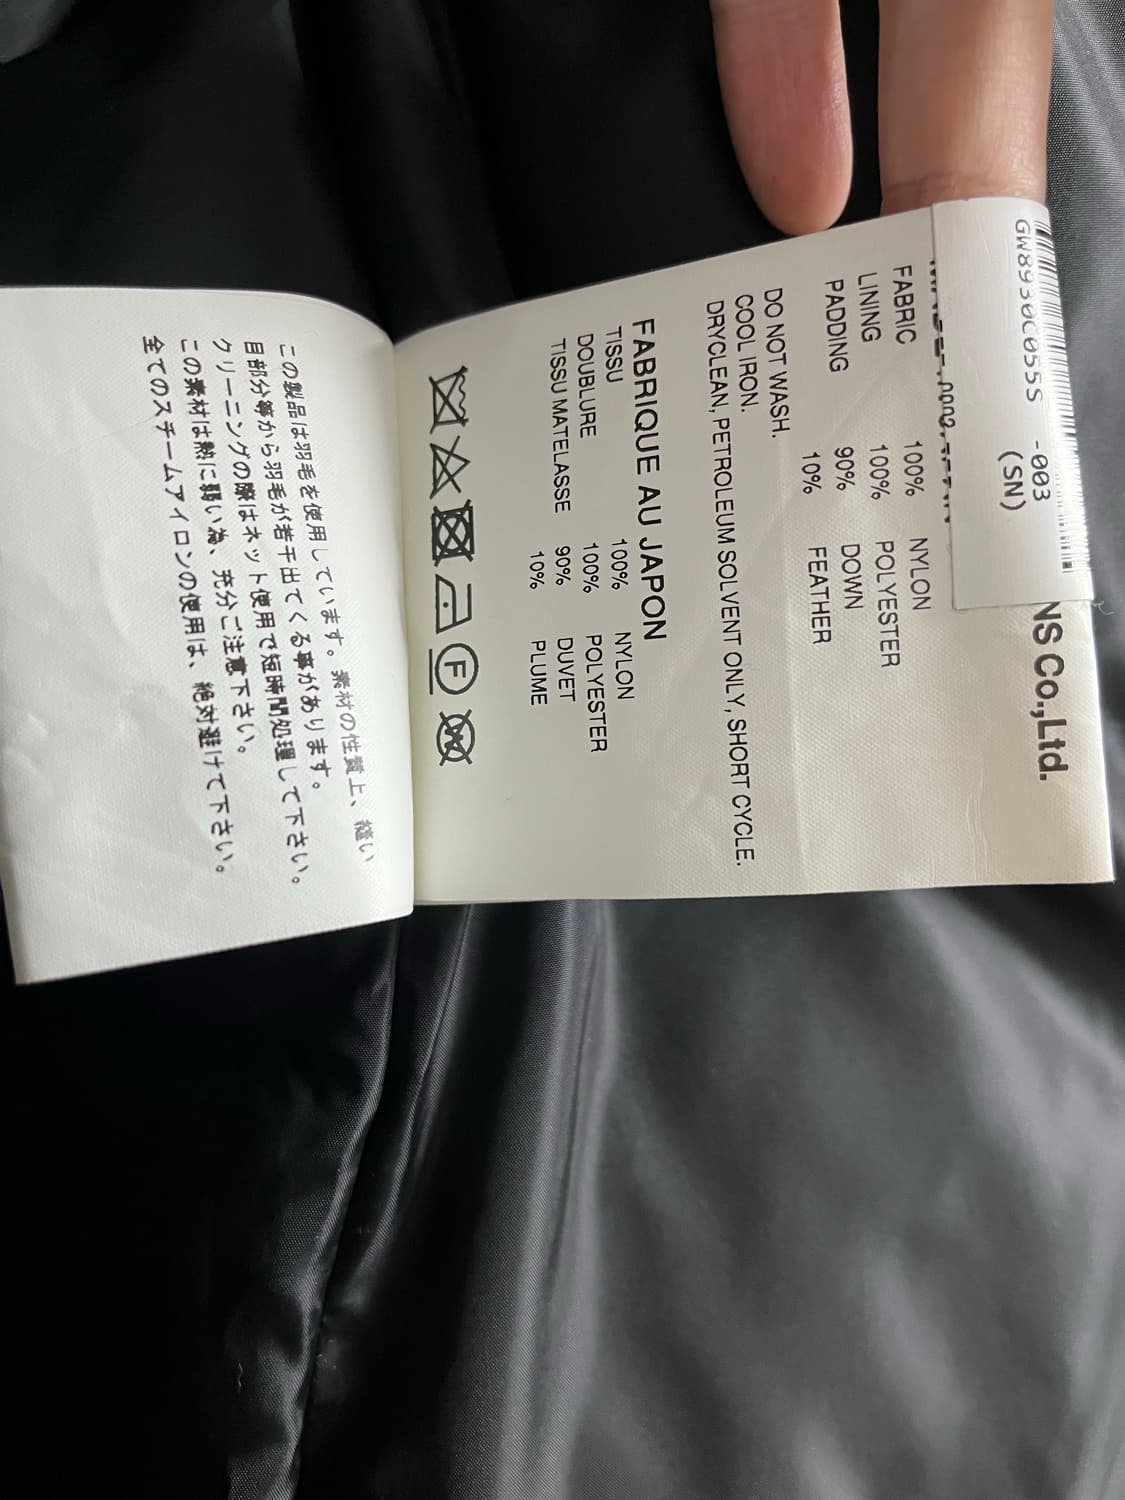 GW8930C055S -003
(SN)
NS Co.,Ltd.
FABRIC 100% NYLON
LINING 100% POLYESTER
PADDING 90% DOWN
10% FEATHER
DO NOT WASH.
COOL IRON.
DRYCLEAN, PETROLEUM SOLVENT ONLY, SHORT CYCLE.
FABRIQUE AU JAPON
TISSU 100% NYLON
DOUBLURE 100% POLYESTER
TISSU MATELASSE 90% DUVET
10% PLUME
F
W
この製品は羽毛を使用しています。素材の性質上、縫い
目部分等から羽毛が若干出てくる事があります。
クリーニングの際はネット使用で短時間処理して下さい。
この素材は熱に弱い為、充分ご注意下さい。
全てのスチームアイロンの使用は、絶対避けて下さい。